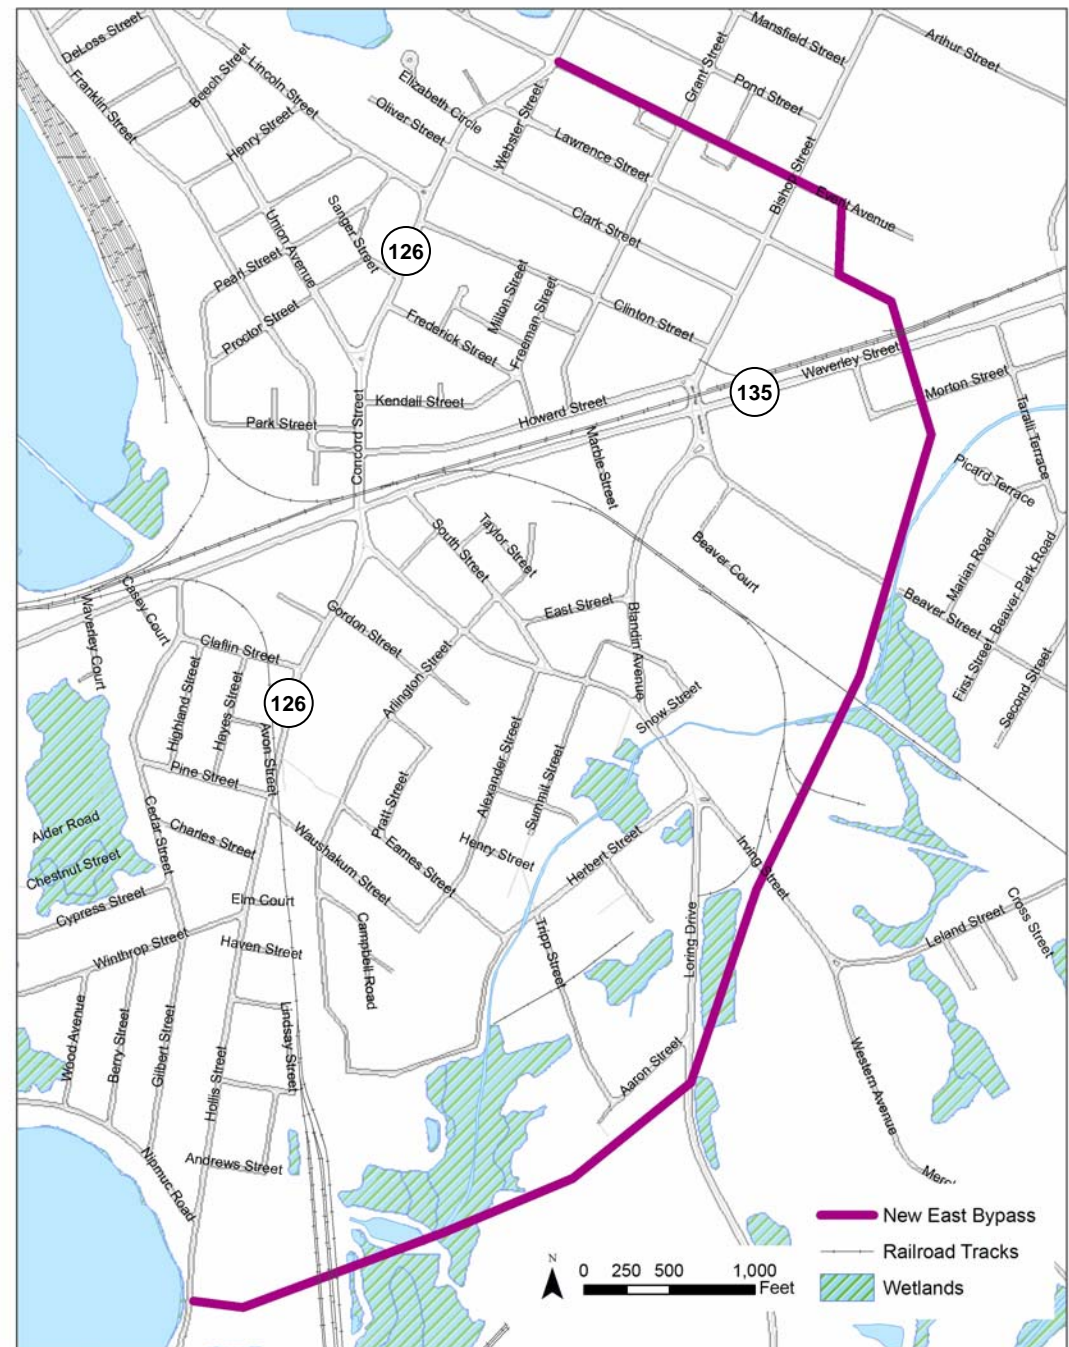 Mansfield Street
Arthur Street
DeLoss Street
Beech Street
Lincoln Street
Franklin Street
Henry Street
Elizabeth Circle
Oliver Street
Webster Street
Grant Street
Pond Street
Lawrence Street
Bishop Street
Everit Avenue
Clark Street
Sanger Street
Union Avenue
126
Pearl Street
Proctor Street
Milton Street
Freeman Street
Frederick Street
Clinton Street
Waverley Street
135
Morton Street
Taralli Terrace
Kendall Street
Howard Street
Park Street
Concord Street
Marble Street
Picard Terrace
South Street
Taylor Street
Beaver Court
Marian Road
Beaver Park Road
Casey Court
Waverley Court
Gordon Street
East Street
Blandin Avenue
Beaver Street
First Street
Second Street
Claflin Street
Highland Street
Hayes Street
Arlington Street
126
Avon Street
Snow Street
Alexander Street
Summit Street
Pine Street
Pratt Street
Cedar Street
Charles Street
Alder Road
Chestnut Street
Cypress Street
Waushakum Street
Eames Street
Henry Street
Herbert Street
Irving Street
Elm Court
Winthrop Street
Haven Street
Campbell Road
Tripp Street
Loring Drive
Leland Street
Cross Street
Wood Avenue
Berry Street
Gilbert Street
Hollis Street
Lindsay Street
Aaron Street
Western Avenue
Nipmuc Road
Andrews Street
New East Bypass
Railroad Tracks
Wetlands
N
0 250 500 1,000
Feet